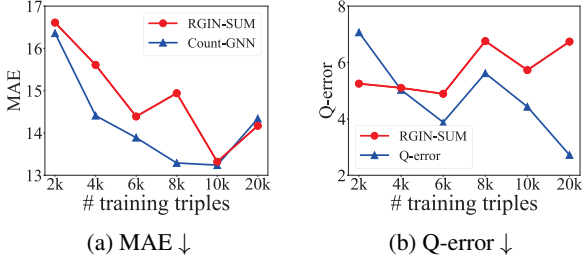 17
16
15
14
13
MAE
RGIN-SUM
Count-GNN
2k 4k 6k 8k 10k 20k
# training triples
(a) MAE ↓
8
6
4
2
Q-error
RGIN-SUM
Q-error
2k 4k 6k 8k 10k 20k
# training triples
(b) Q-error ↓